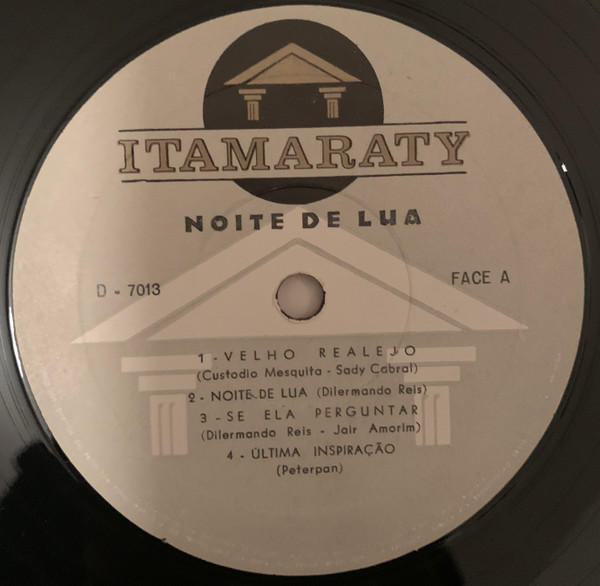 ITAMARATY
NOITE DE LUA
D - 7013
FACE A
1 - VELHO REALEJO
(Custodio Mesquita - Sady Cabral)
2 - NOITE DE LUA (Dilermando Reis)
3 - SE ELA PERGUNTAR
(Dilermando Reis - Jair Amorim)
4 - ÚLTIMA INSPIRAÇÃO
(Peterpan)